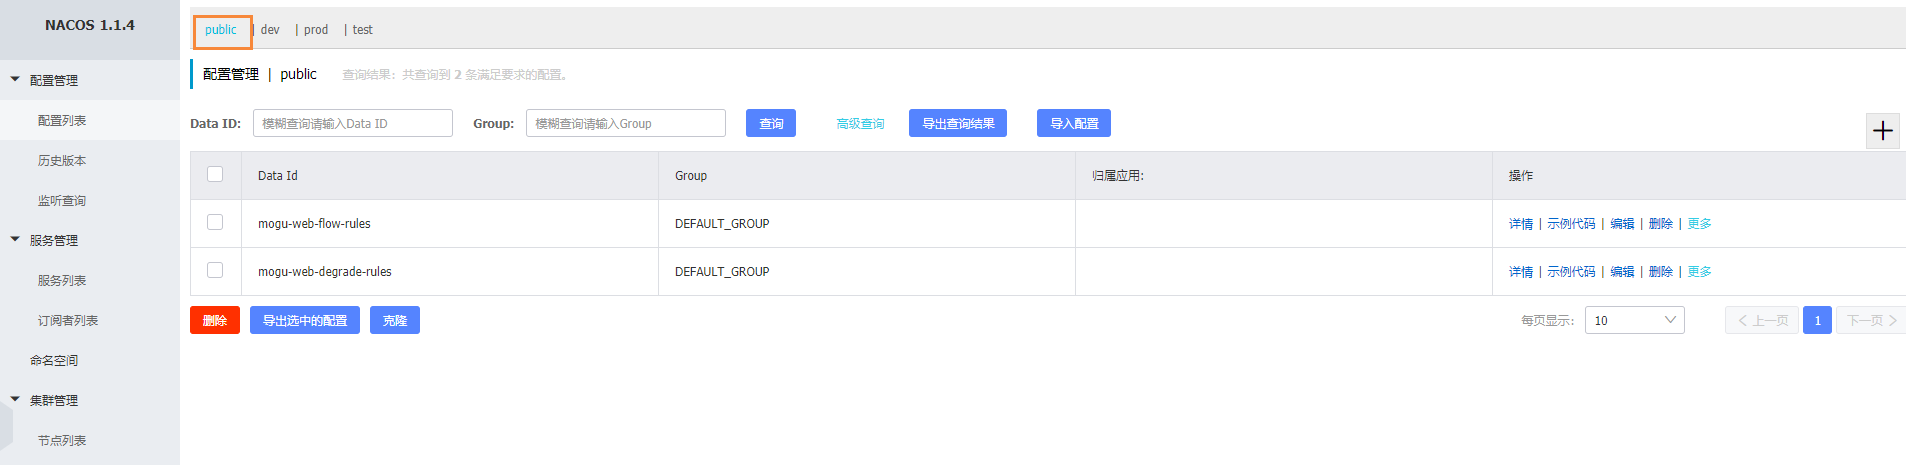 NACOS 1.1.4
public | dev | prod | test
配置管理
配置列表
历史版本
监听查询
服务管理
服务列表
订阅者列表
命名空间
集群管理
节点列表
配置管理 | public 查询结果：共查询到 2 条满足要求的配置。
Data ID: 模糊查询请输入Data ID Group: 模糊查询请输入Group 查询 高级查询 导出查询结果 导入配置
Data Id Group 归属应用: 操作
mogu-web-flow-rules DEFAULT_GROUP 详情 | 示例代码 | 编辑 | 删除 | 更多
mogu-web-degrade-rules DEFAULT_GROUP 详情 | 示例代码 | 编辑 | 删除 | 更多
删除 导出选中的配置 克隆 每页显示: 10 上一页 1 下一页